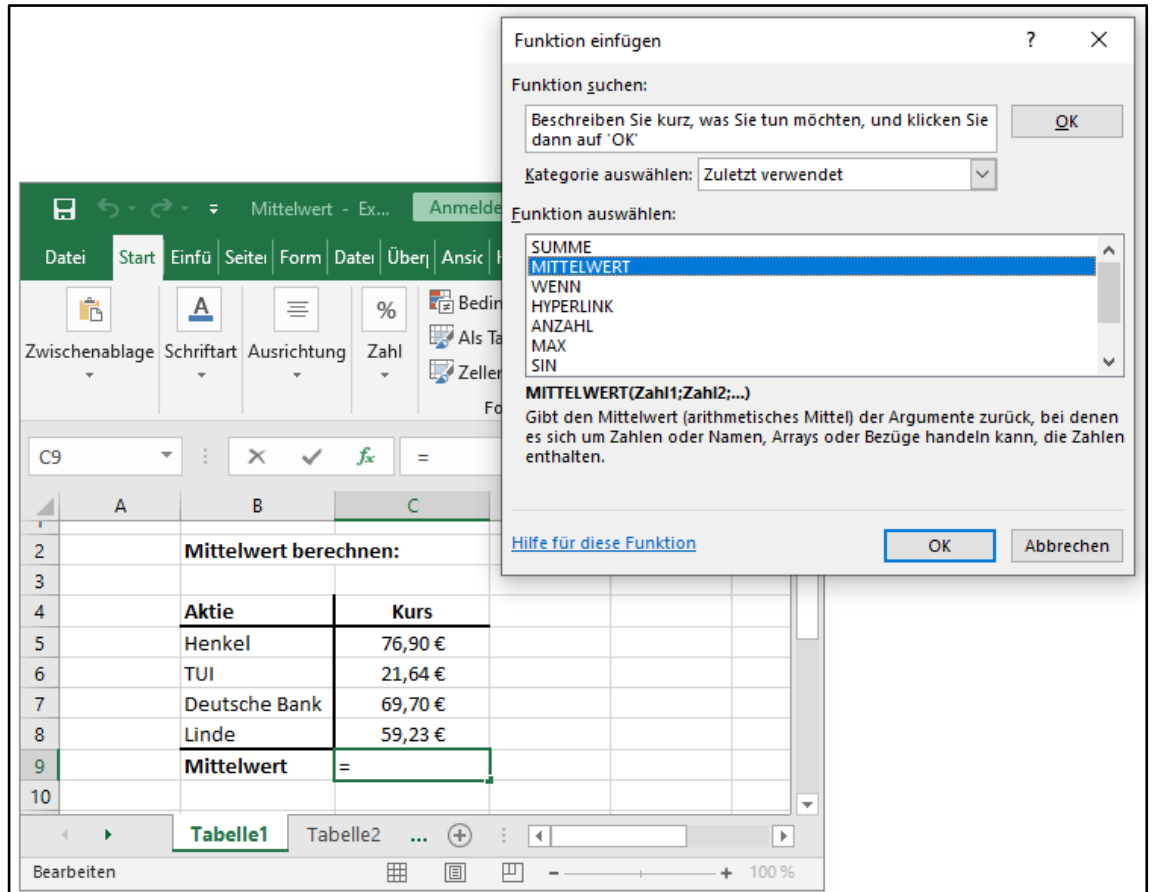 Funktion einfügen ? ×
Funktion suchen:
Beschreiben Sie kurz, was Sie tun möchten, und klicken Sie
dann auf 'OK'
OK
Kategorie auswählen: Zuletzt verwendet
Funktion auswählen:
SUMME
MITTELWERT
WENN
HYPERLINK
ANZAHL
MAX
SIN
MITTELWERT(Zahl1;Zahl2;...)
Gibt den Mittelwert (arithmetisches Mittel) der Argumente zurück, bei denen
es sich um Zahlen oder Namen, Arrays oder Bezüge handeln kann, die Zahlen
enthalten.
Hilfe für diese Funktion OK Abbrechen
Mittelwert - Ex... Anmelde
Datei Start Einfü Seite Form Date Über Ansic
A % Bedin
Als Ta
Zwischenablage Schriftart Ausrichtung Zahl
Zeller
Fo
C9 fx =
A B C
2 Mittelwert berechnen:
3
4 Aktie Kurs
5 Henkel 76,90 €
6 TUI 21,64 €
7 Deutsche Bank 69,70 €
8 Linde 59,23 €
9 Mittelwert =
10
Tabelle1 Tabelle2 ...
Bearbeiten - + 100 %